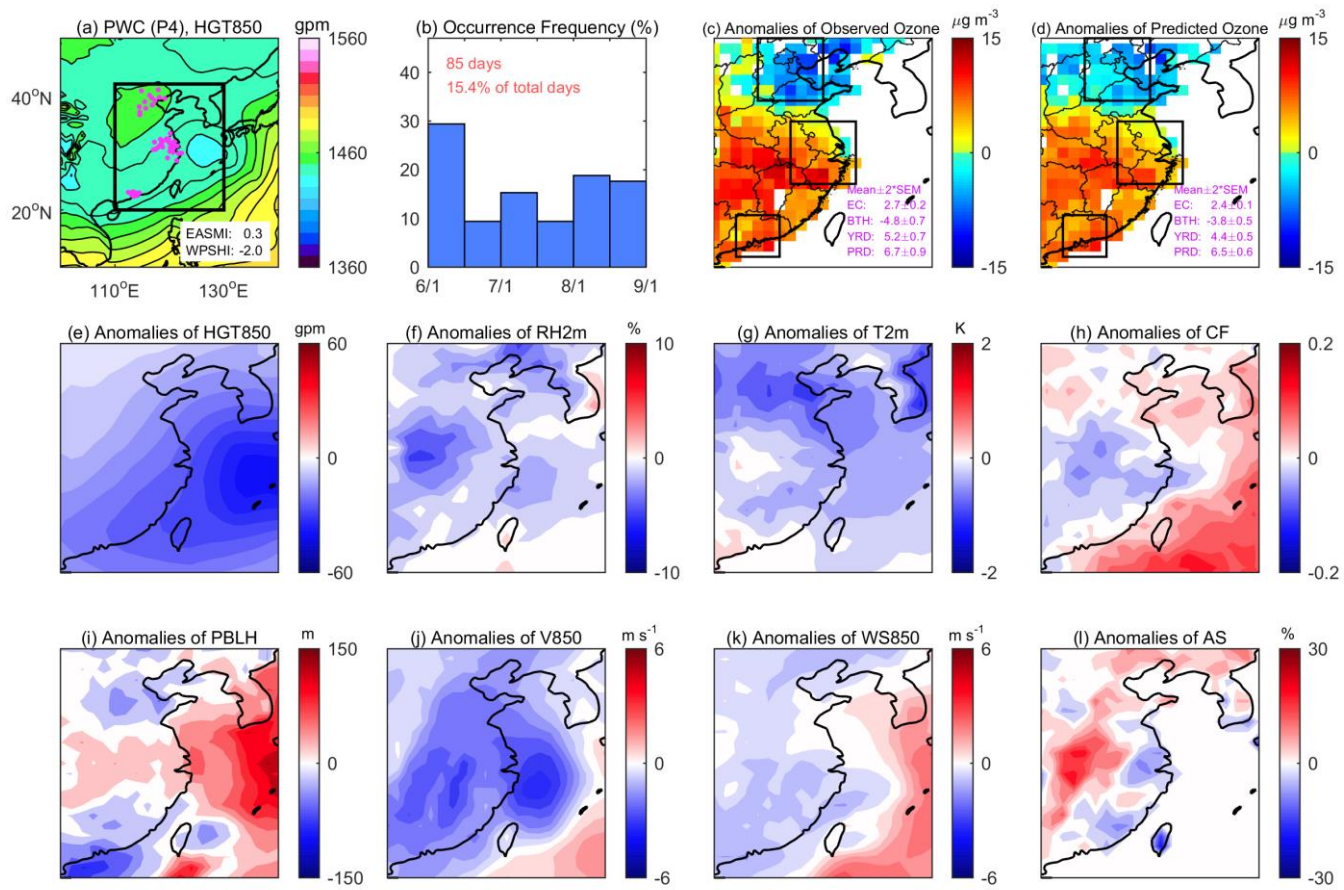 (a) PWC (P4), HGT850
gpm
1560
1460
1360
40°N
20°N
110°E
130°E
EASMI: 0.3
WPSHI: -2.0
(b) Occurrence Frequency (%)
85 days
15.4% of total days
40
30
20
10
0
6/1
7/1
8/1
9/1
(c) Anomalies of Observed Ozone
μg m⁻³
15
0
-15
Mean±2*SEM
EC: 2.7±0.2
BTH: -4.8±0.7
YRD: 5.2±0.7
PRD: 6.7±0.9
(d) Anomalies of Predicted Ozone
μg m⁻³
15
0
-15
Mean±2*SEM
EC: 2.4±0.1
BTH: -3.8±0.5
YRD: 4.4±0.5
PRD: 6.5±0.6
(e) Anomalies of HGT850
gpm
60
0
-60
(f) Anomalies of RH2m
%
10
0
-10
(g) Anomalies of T2m
K
2
0
-2
(h) Anomalies of CF
0.2
0
-0.2
(i) Anomalies of PBLH
m
150
0
-150
(j) Anomalies of V850
m s⁻¹
6
0
-6
(k) Anomalies of WS850
m s⁻¹
6
0
-6
(l) Anomalies of AS
%
30
0
-30